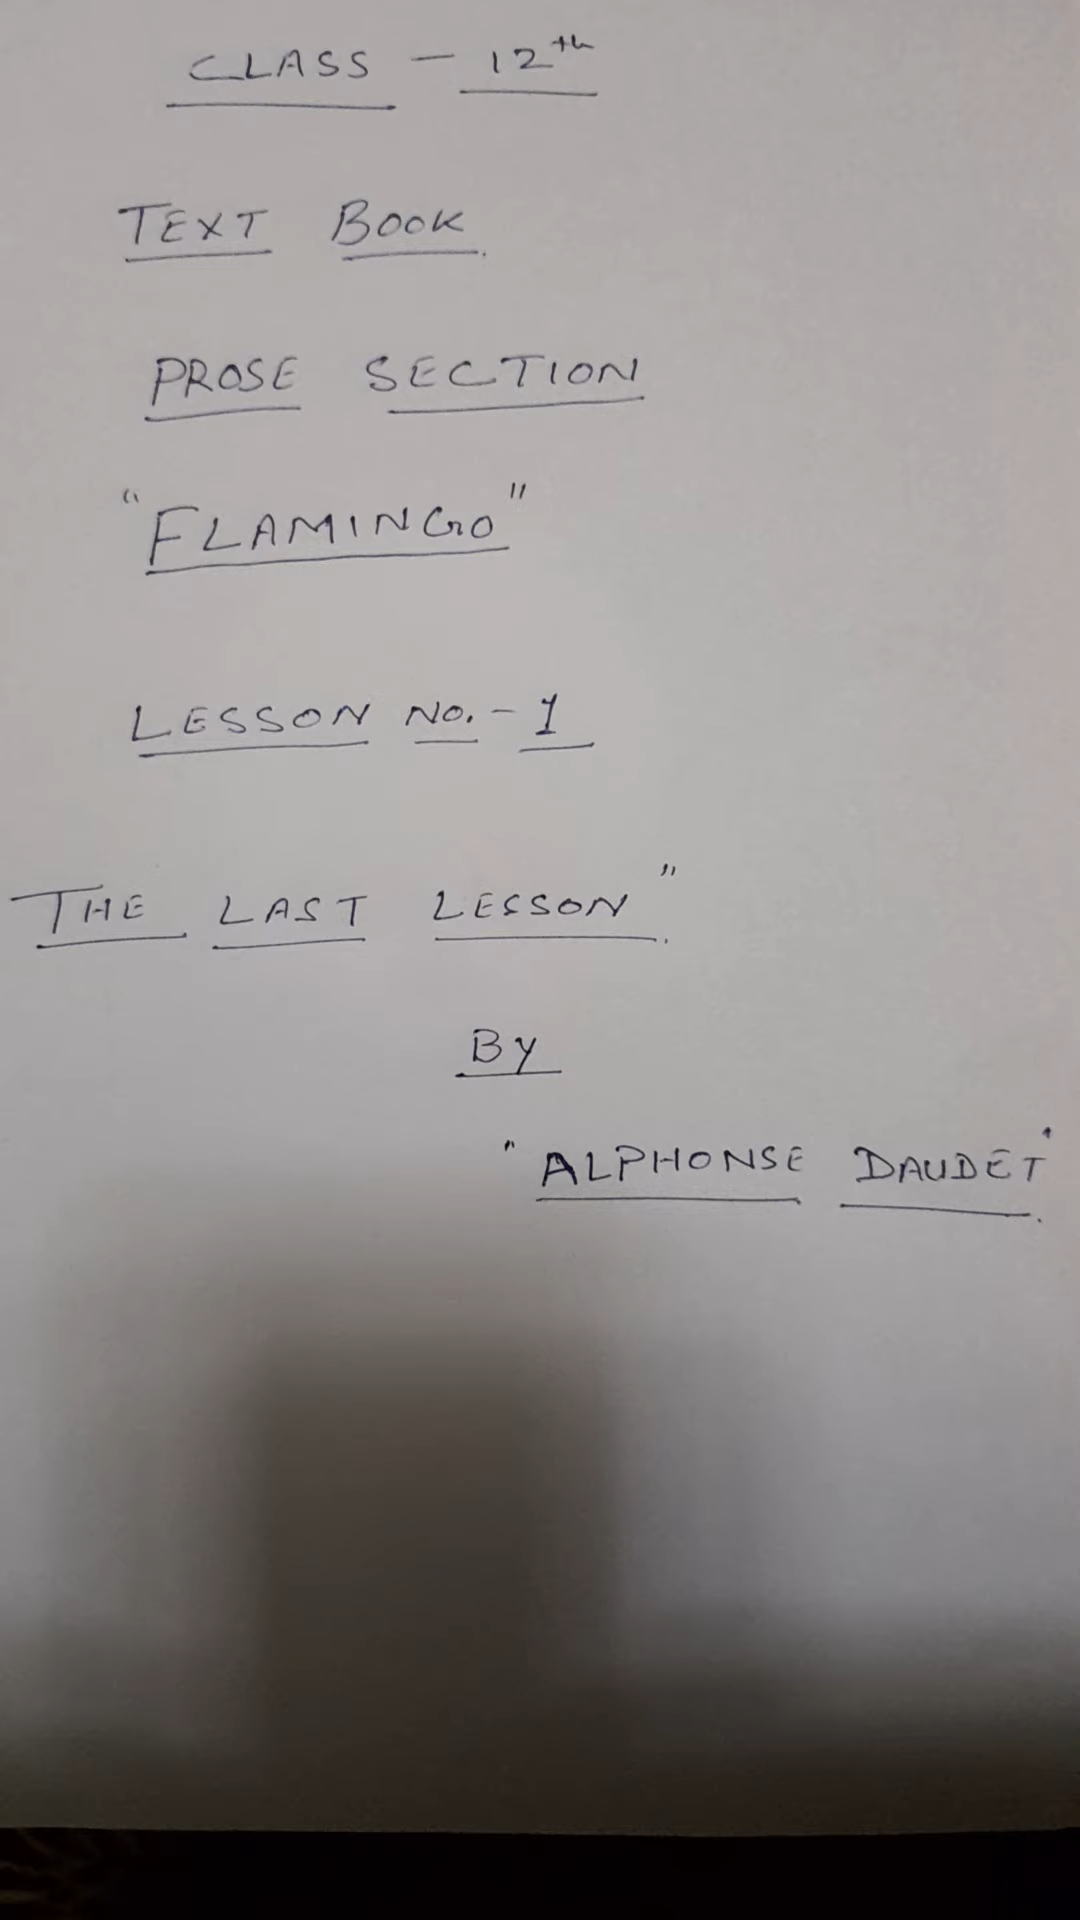 CLASS - 12th
TEXT BOOK.
PROSE SECTION
"FLAMINGO"
LESSON NO. - 1
THE LAST LESSON".
BY
"ALPHONSE DAUDET".